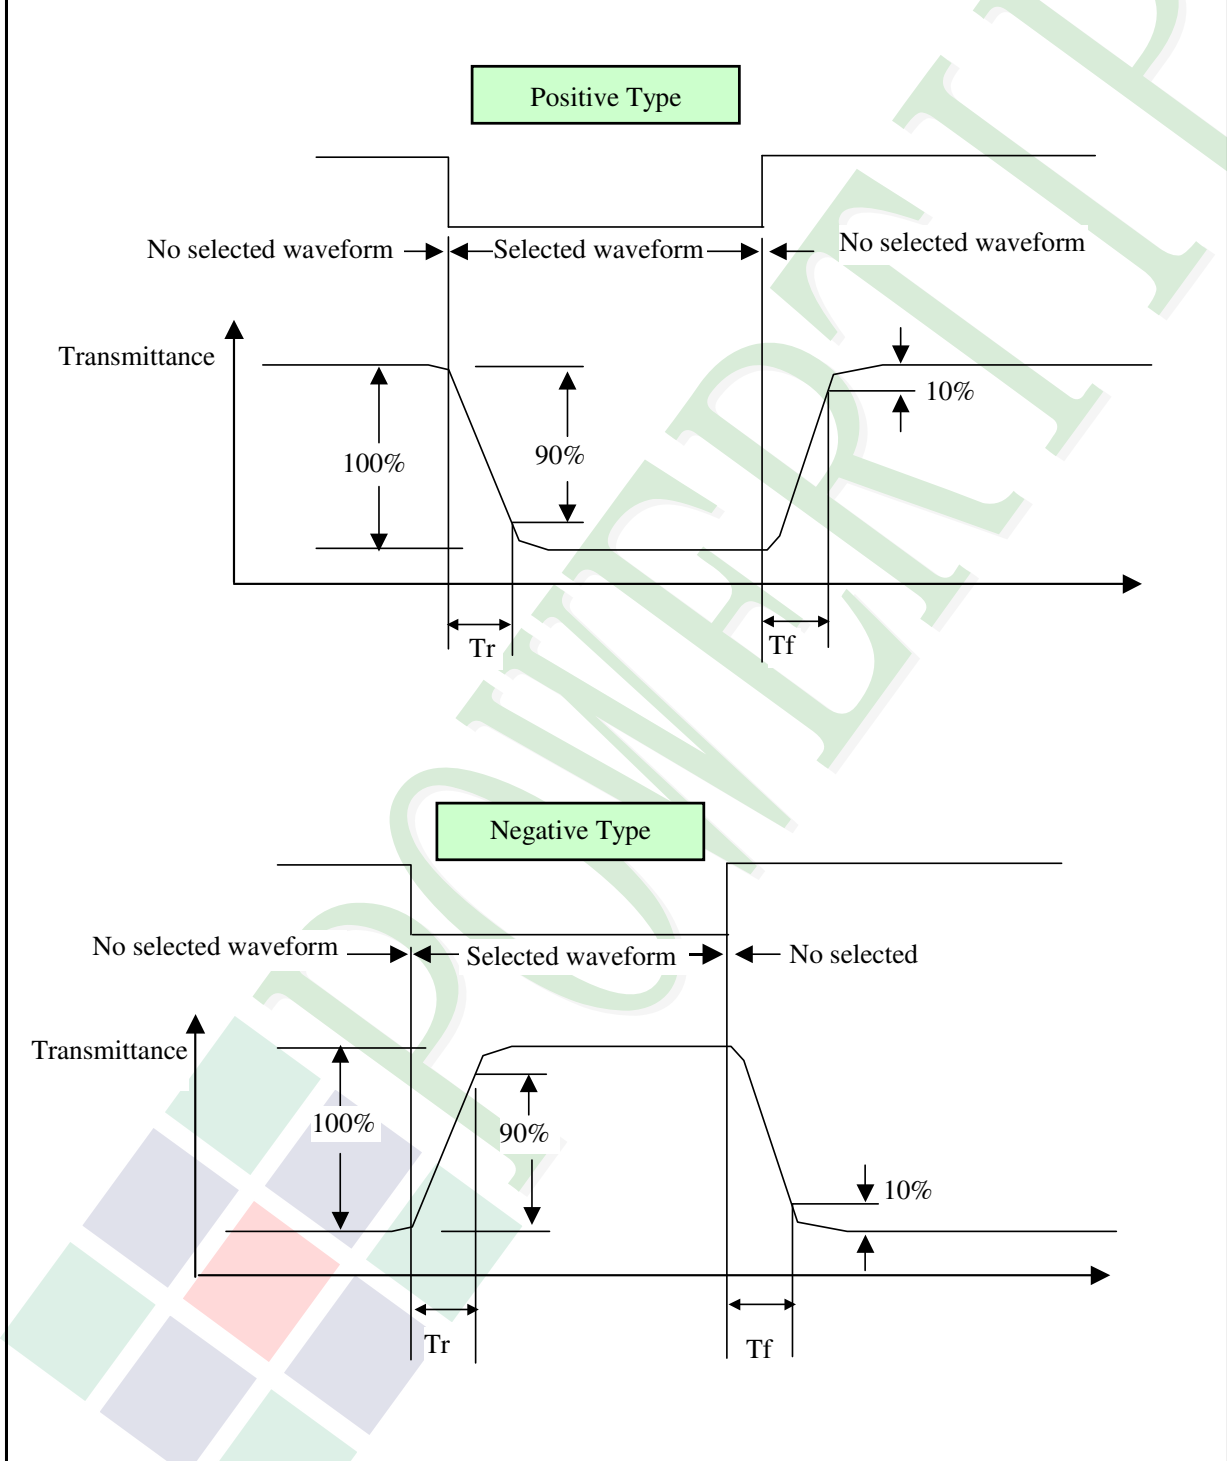 Positive Type
No selected waveform
Selected waveform
No selected waveform
Transmittance
10%
100%
90%
Tr
Tf
Negative Type
No selected waveform
Selected waveform
No selected
Transmittance
100%
90%
10%
Tr
Tf
POWERTIP